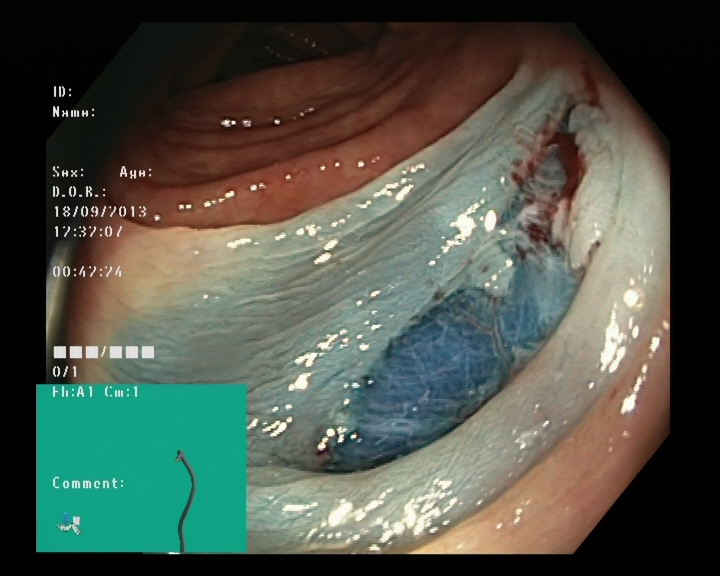 ID:
Name:
Sex: Age:
D.O.B.:
18/09/2013
12:32:07
00:42:24
■■■/■■■
0/1
Eh:A1 Cm:1
Comment: